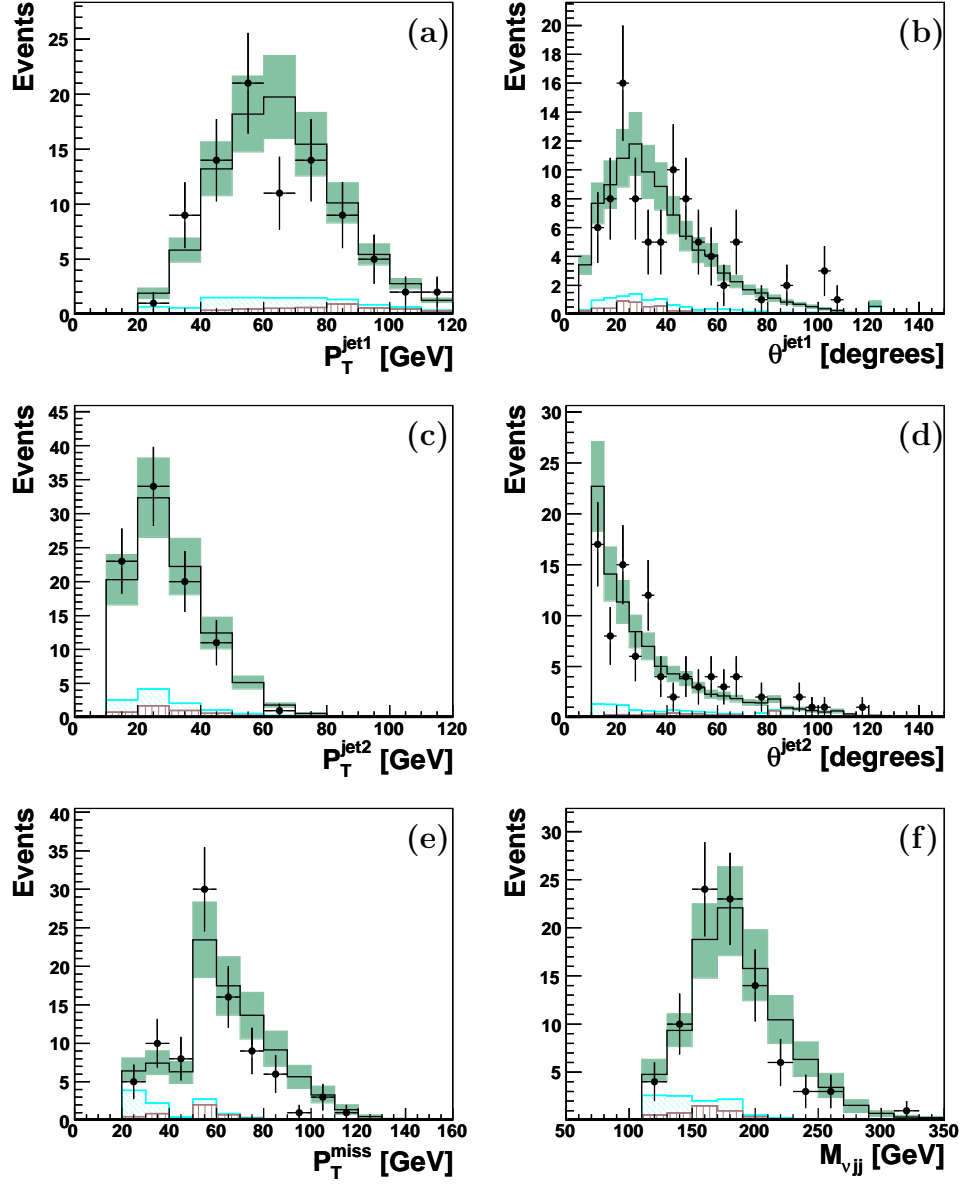 Events
(a)
25
20
15
10
5
0
0 20 40 60 80 100 120
P_T^jet1 [GeV]
Events
(b)
20
18
16
14
12
10
8
6
4
2
0
0 20 40 60 80 100 140
θ^jet1 [degrees]
Events
(c)
45
40
35
30
25
20
15
10
5
0
0 20 40 60 80 100 120
P_T^jet2 [GeV]
Events
(d)
30
25
20
15
10
5
0
0 20 40 60 80 100 120 140
θ^jet2 [degrees]
Events
(e)
40
35
30
25
20
15
10
5
0
0 20 40 60 80 100 120 140 160
P_T^miss [GeV]
Events
(f)
30
25
20
15
10
5
0
50 100 150 200 250 300 350
M_νjj [GeV]